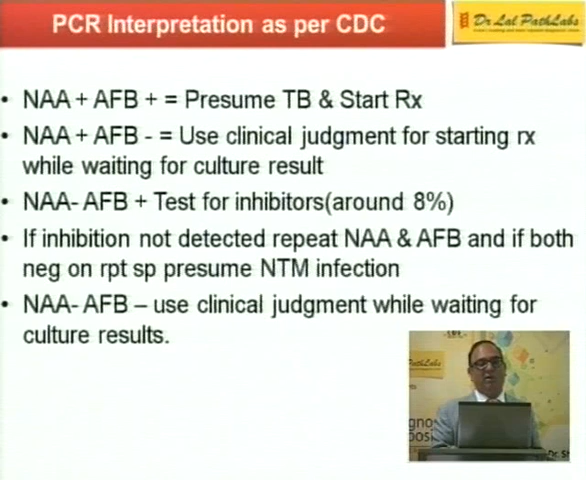 PCR Interpretation as per CDC
Dr Lal PathLabs
• NAA + AFB + = Presume TB & Start Rx
• NAA + AFB - = Use clinical judgment for starting rx
while waiting for culture result
• NAA- AFB + Test for inhibitors(around 8%)
• If inhibition not detected repeat NAA & AFB and if both
neg on rpt sp presume NTM infection
• NAA- AFB – use clinical judgment while waiting for
culture results.
PathLabs